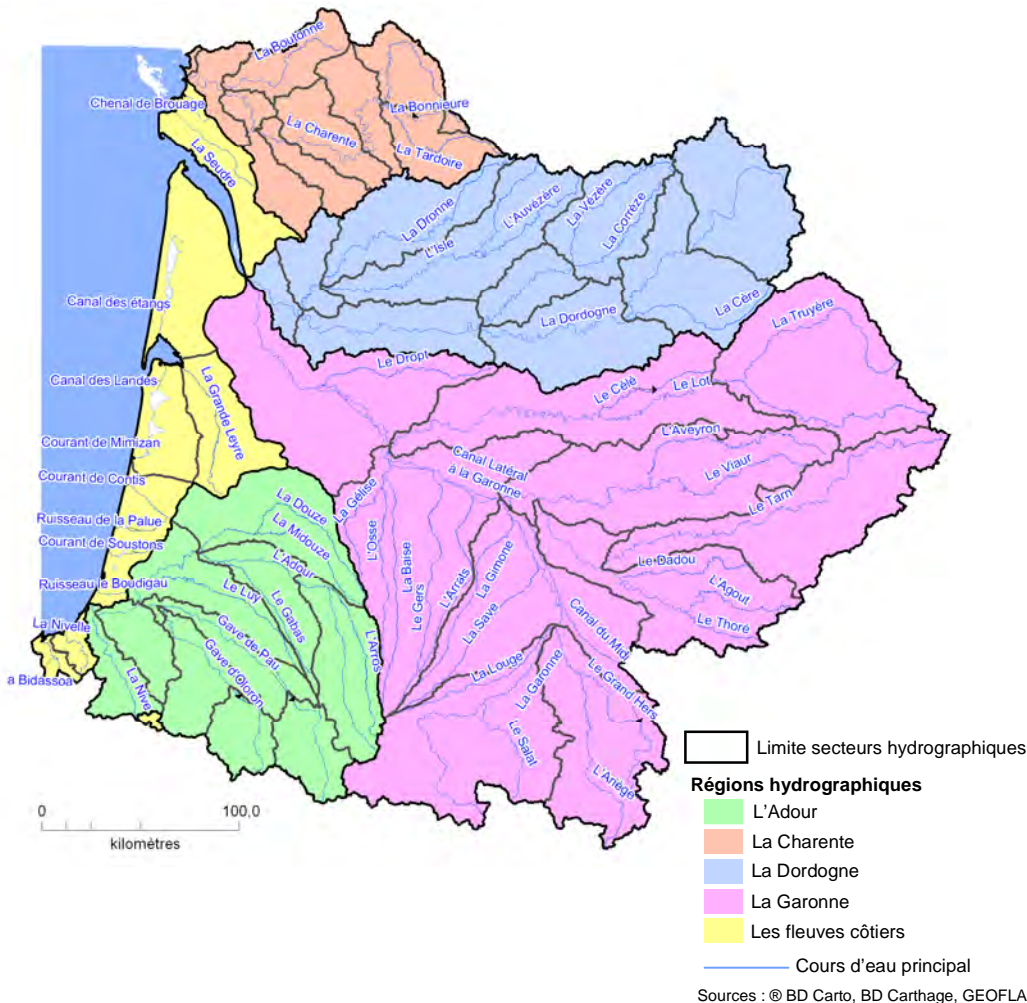 La Boutonne
Chenal de Brouage
La Bonnieure
La Charente
La Tardoire
La Seudre
La Dronne
L'Auvézère
La Vézère
La Corrèze
L'Isle
Canal des étangs
La Dordogne
La Cère
La Truyère
Le Dropt
Canal des Landes
La Grande Leyre
Le Célé
Le Lot
L'Aveyron
Courant de Mimizan
Canal Latéral
à la Garonne
Le Viaur
Courant de Contis
La Gélise
Le Tarn
La Douze
Ruisseau de la Palue
La Midouze
L'Osse
La Baise
Le Gers
L'Arrats
La Gimone
La Save
Courant de Soustons
L'Adour
Le Dadou
Ruisseau le Boudigau
Le Luy
Le Gabas
L'Agout
Le Thoré
La Nivelle
Gave de Pau
Gave d'Oloron
L'Arros
Canal du Midi
La Louge
La Garonne
Le Grand Hers
a Bidassoa
La Nive
Le Salat
L'Ariège
0 100,0
kilomètres
Limite secteurs hydrographiques
Régions hydrographiques
L'Adour
La Charente
La Dordogne
La Garonne
Les fleuves côtiers
Cours d'eau principal
Sources : ® BD Carto, BD Carthage, GEOFLA